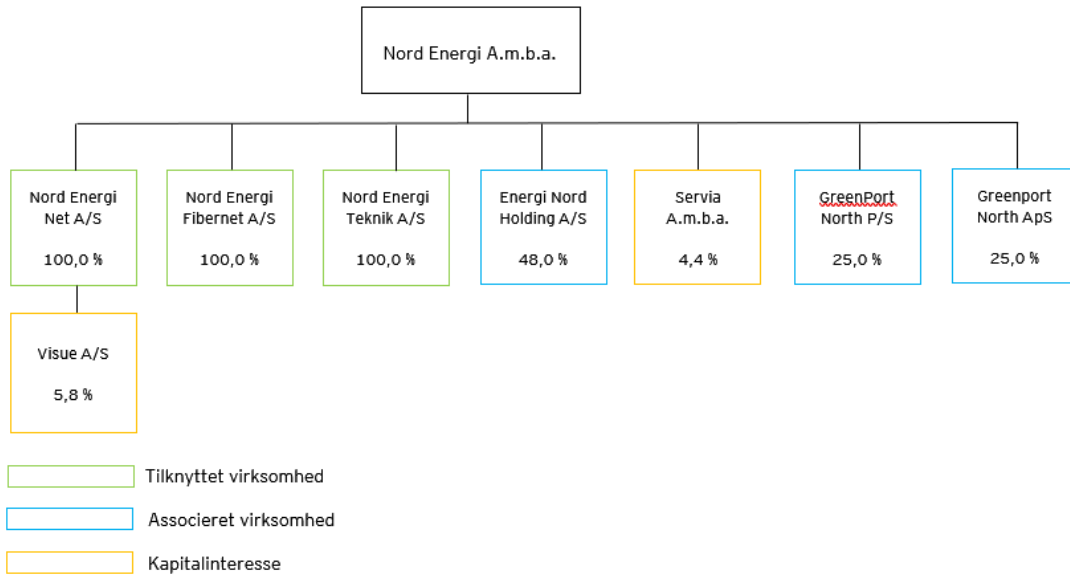 Nord Energi A.m.b.a.
Nord Energi
Net A/S
100,0 %
Nord Energi
Fibernet A/S
100,0 %
Nord Energi
Teknik A/S
100,0 %
Energi Nord
Holding A/S
48,0 %
Servia
A.m.b.a.
4,4 %
GreenPort
North P/S
25,0 %
Greenport
North ApS
25,0 %
Visue A/S
5,8 %
Tilknyttet virksomhed
Associeret virksomhed
Kapitalinteresse